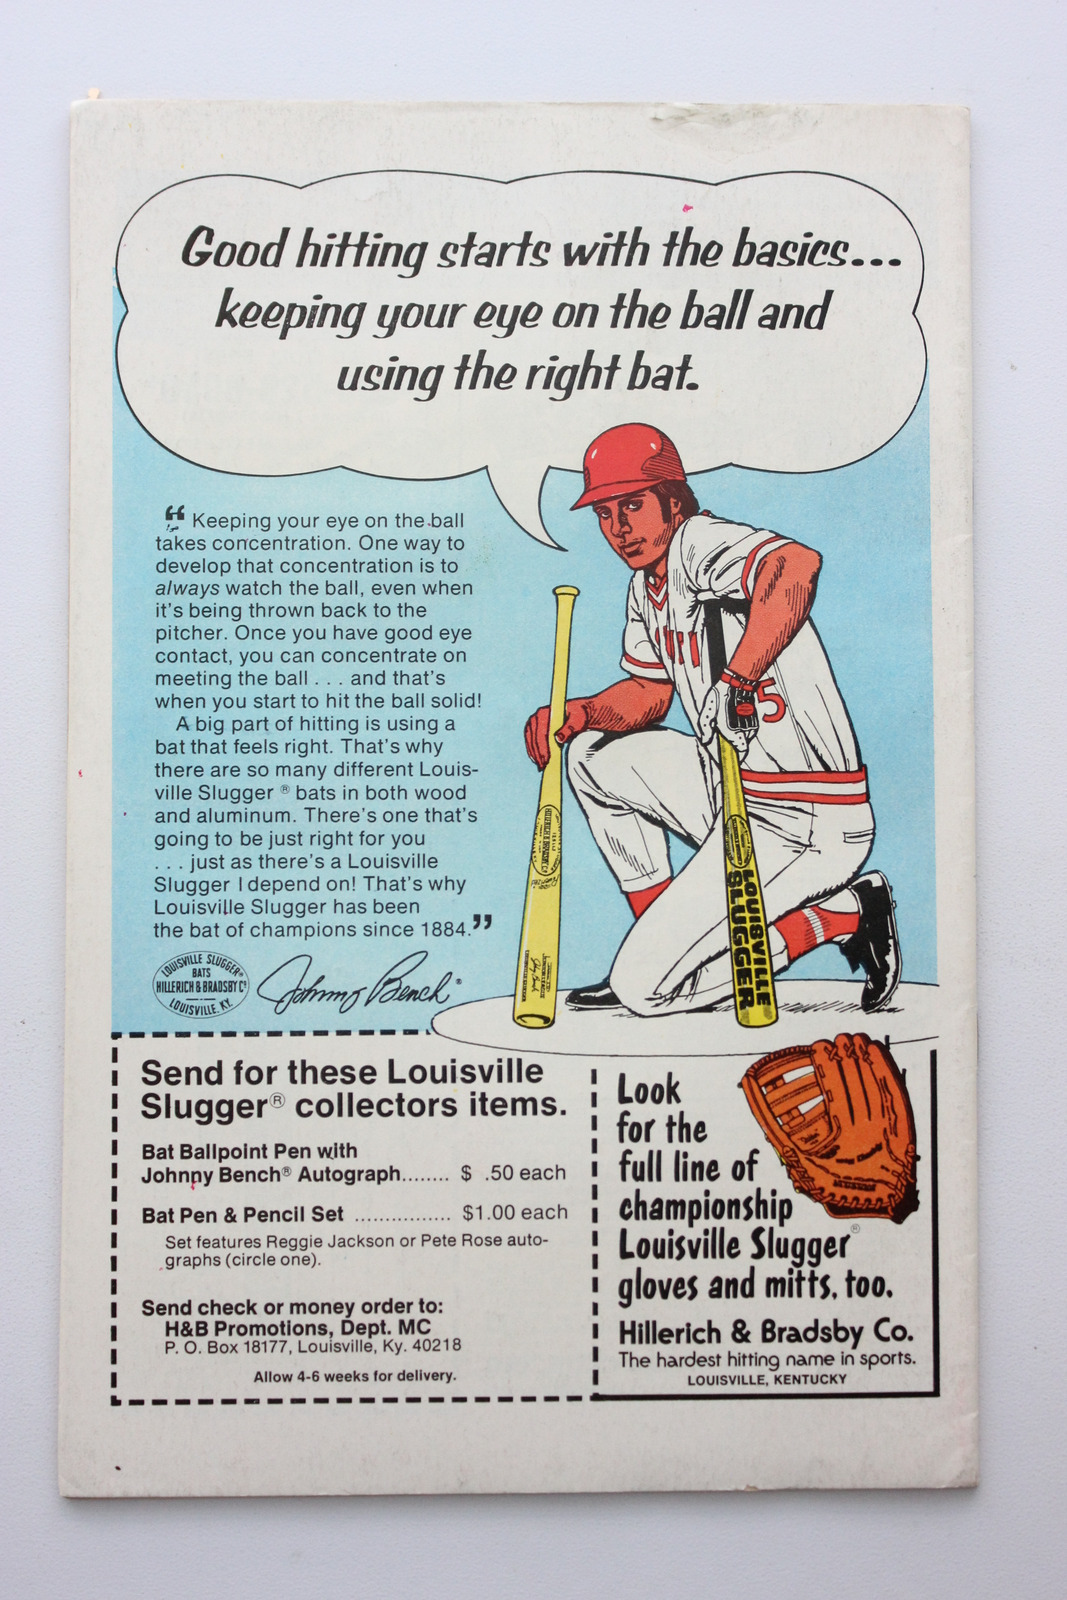 Good hitting starts with the basics...
keeping your eye on the ball and
using the right bat.
“ Keeping your eye on the ball
takes concentration. One way to
develop that concentration is to
always watch the ball, even when
it's being thrown back to the
pitcher. Once you have good eye
contact, you can concentrate on
meeting the ball . . . and that's
when you start to hit the ball solid!
A big part of hitting is using a
bat that feels right. That's why
there are so many different Louis-
ville Slugger ® bats in both wood
and aluminum. There's one that's
going to be just right for you
. . . just as there's a Louisville
Slugger I depend on! That's why
Louisville Slugger has been
the bat of champions since 1884.”
LOUISVILLE SLUGGER®
BATS
HILLERICH & BRADSBY Co
LOUISVILLE, KY.
Johnny Bench®
5
LOUISVILLE
SLUGGER
Send for these Louisville
Slugger® collectors items.
Bat Ballpoint Pen with
Johnny Bench® Autograph........ $ .50 each
Bat Pen & Pencil Set ................ $1.00 each
Set features Reggie Jackson or Pete Rose auto-
graphs (circle one).
Send check or money order to:
H&B Promotions, Dept. MC
P. O. Box 18177, Louisville, Ky. 40218
Allow 4-6 weeks for delivery.
Look
for the
full line of
championship
Louisville Slugger®
gloves and mitts, too.
Hillerich & Bradsby Co.
The hardest hitting name in sports.
LOUISVILLE, KENTUCKY